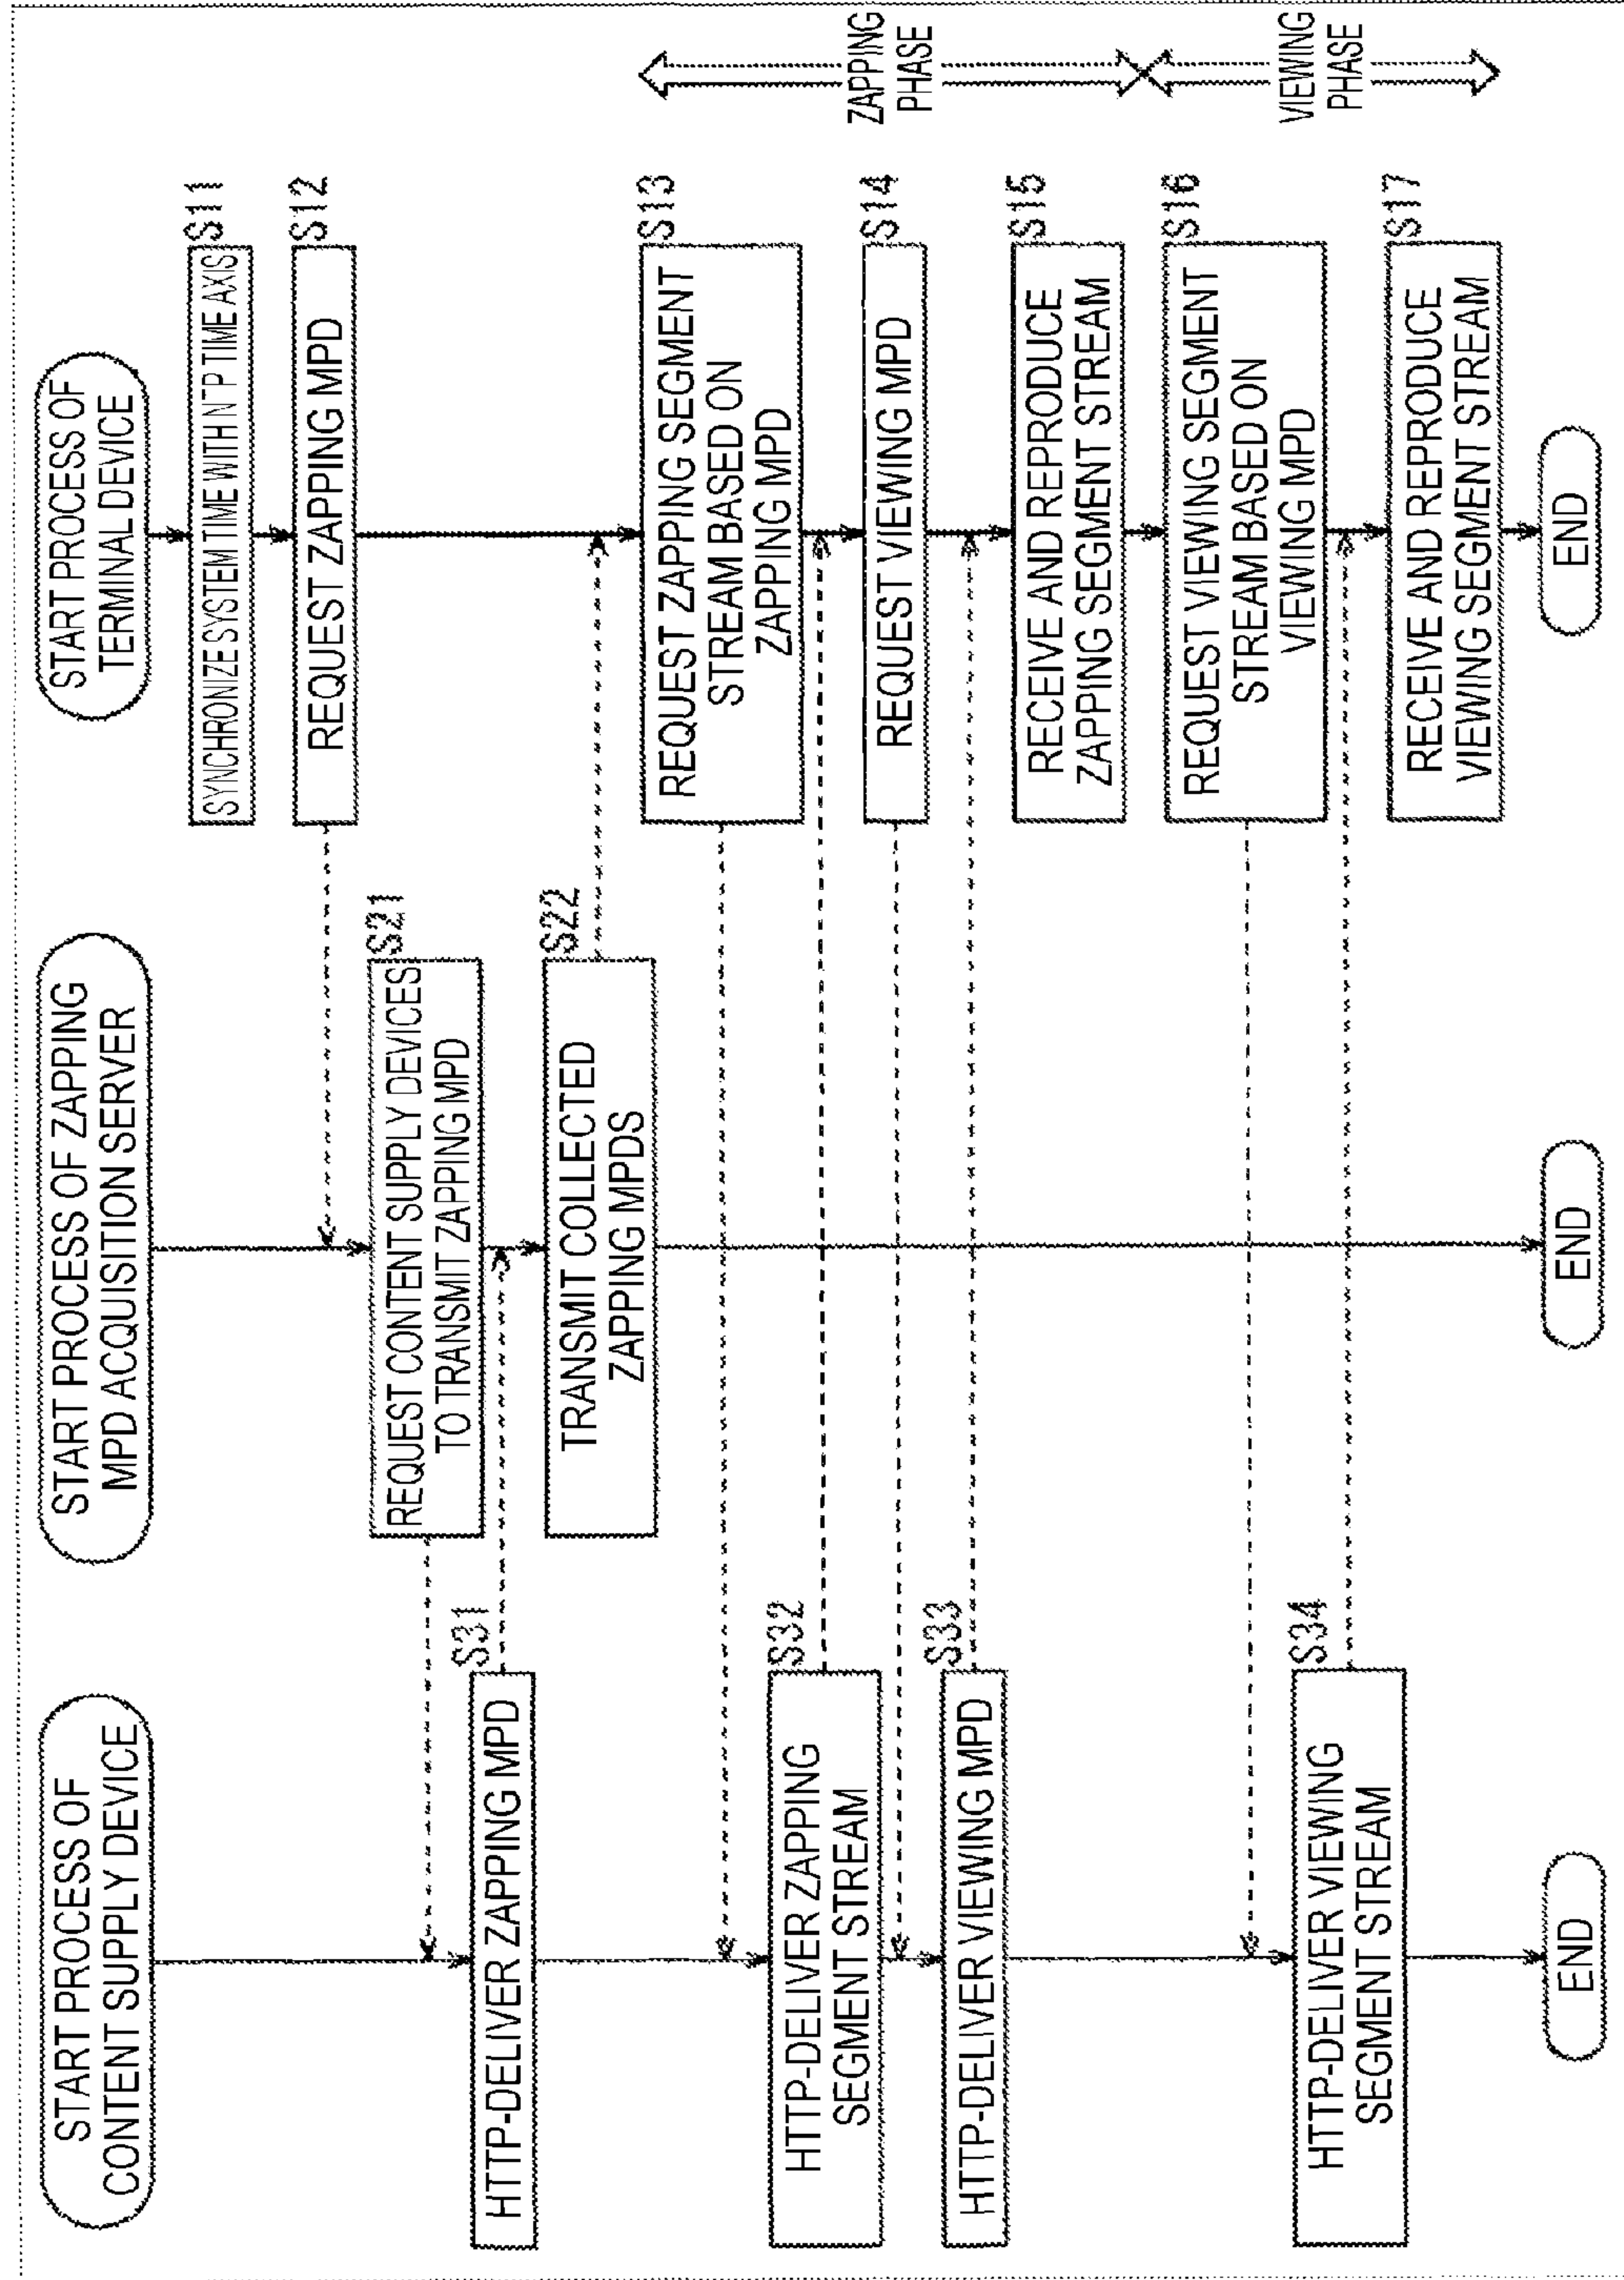 START PROCESS OF
CONTENT SUPPLY DEVICE
S31
HTTP-DELIVER ZAPPING MPD
S32
HTTP-DELIVER ZAPPING
SEGMENT STREAM
S33
HTTP-DELIVER VIEWING MPD
S34
HTTP-DELIVER VIEWING
SEGMENT STREAM
END
START PROCESS OF ZAPPING
MPD ACQUISITION SERVER
S21
REQUEST CONTENT SUPPLY DEVICES
TO TRANSMIT ZAPPING MPD
S22
TRANSMIT COLLECTED
ZAPPING MPDS
END
START PROCESS OF
TERMINAL DEVICE
S11
SYNCHRONIZE SYSTEM TIME WITH NTP TIME AXIS
S12
REQUEST ZAPPING MPD
S13
REQUEST ZAPPING SEGMENT
STREAM BASED ON
ZAPPING MPD
S14
REQUEST VIEWING MPD
S15
RECEIVE AND REPRODUCE
ZAPPING SEGMENT STREAM
S16
REQUEST VIEWING SEGMENT
STREAM BASED ON
VIEWING MPD
S17
RECEIVE AND REPRODUCE
VIEWING SEGMENT STREAM
END
ZAPPING
PHASE
VIEWING
PHASE